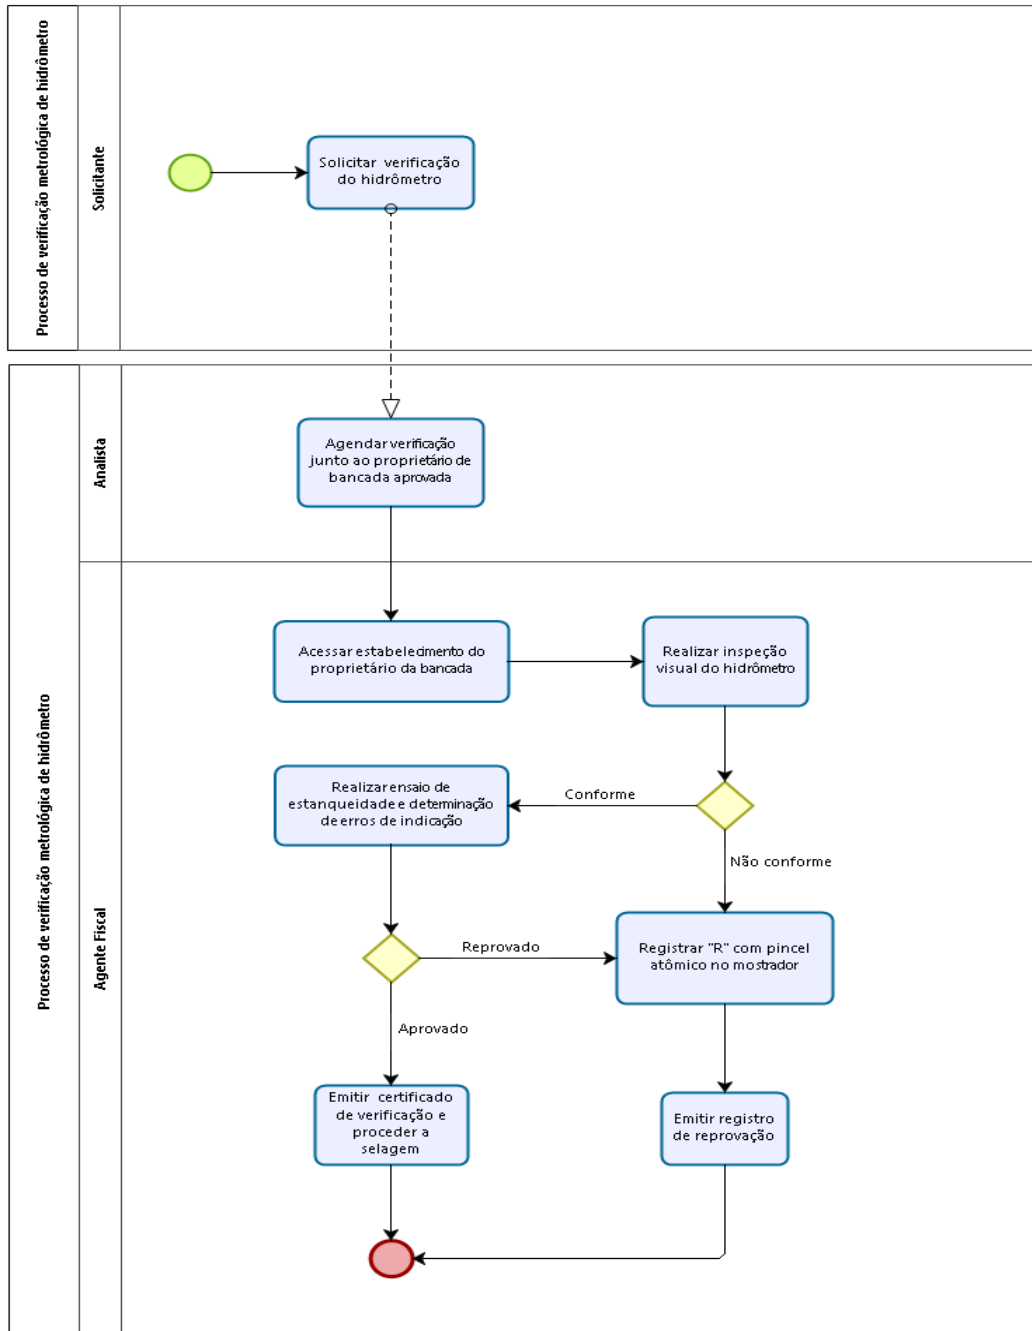 Processo de verificação metrológica de hidrômetro
Solicitante
Solicitar verificação
do hidrômetro
Processo de verificação metrológica de hidrômetro
Analista
Agendar verificação
junto ao proprietário de
bancada aprovada
Agente Fiscal
Acessar estabelecimento do
proprietário da bancada
Realizar inspeção
visual do hidrômetro
Realizar ensaio de
estanqueidade e determinação
de erros de indicação
Conforme
Não conforme
Reprovado
Registrar "R" com pincel
atômico no mostrador
Aprovado
Emitir certificado
de verificação e
proceder a
selagem
Emitir registro
de reprovação